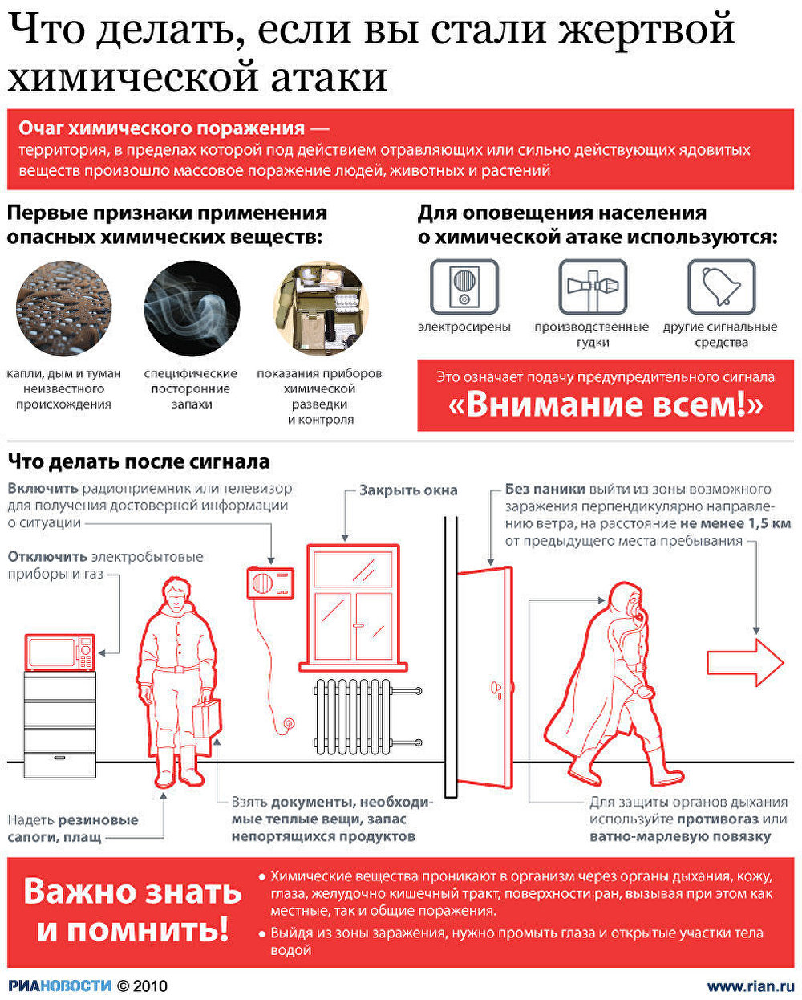 Что делать, если вы стали жертвой
химической атаки
Очаг химического поражения —
территория, в пределах которой под действием отравляющих или сильно действующих ядовитых
веществ произошло массовое поражение людей, животных и растений
Первые признаки применения
опасных химических веществ:
капли, дым и туман
неизвестного
происхождения
специфические
посторонние
запахи
показания приборов
химической
разведки
и контроля
Для оповещения населения
о химической атаке используются:
электросирены
производственные
гудки
другие сигнальные
средства
Это означает подачу предупредительного сигнала
«Внимание всем!»
Что делать после сигнала
Включить радиоприемник или телевизор
для получения достоверной информации
о ситуации
Отключить электробытовые
приборы и газ
Закрыть окна
Без паники выйти из зоны возможного
заражения перпендикулярно направле-
нию ветра, на расстояние не менее 1,5 км
от предыдущего места пребывания
Надеть резиновые
сапоги, плащ
Взять документы, необходи-
мые теплые вещи, запас
непортящихся продуктов
Для защиты органов дыхания
используйте противогаз или
ватно-марлевую повязку
Важно знать
и помнить!
• Химические вещества проникают в организм через органы дыхания, кожу,
глаза, желудочно кишечный тракт, поверхности ран, вызывая при этом как
местные, так и общие поражения.
• Выйдя из зоны заражения, нужно промыть глаза и открытые участки тела
водой
РИАНОВОСТИ © 2010
www.rian.ru